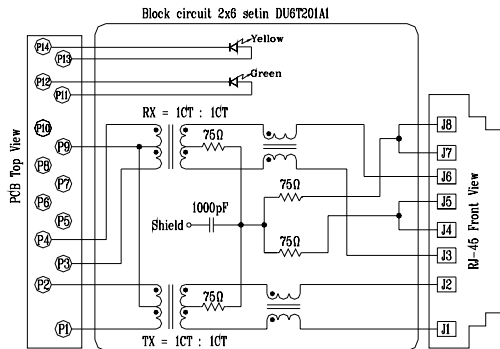 Block circuit 2x6 setin DU6T201A1
P14
Yellow
P13
P12
Green
P11
RX = 1CT : 1CT
P10
J8
75Ω
P9
J7
PCB Top View
P8
J6
P7
75Ω
RJ-45 Front View
P6
1000pF
J5
P5
Shield
J4
P4
75Ω
J3
P3
P2
J2
75Ω
P1
J1
TX = 1CT : 1CT